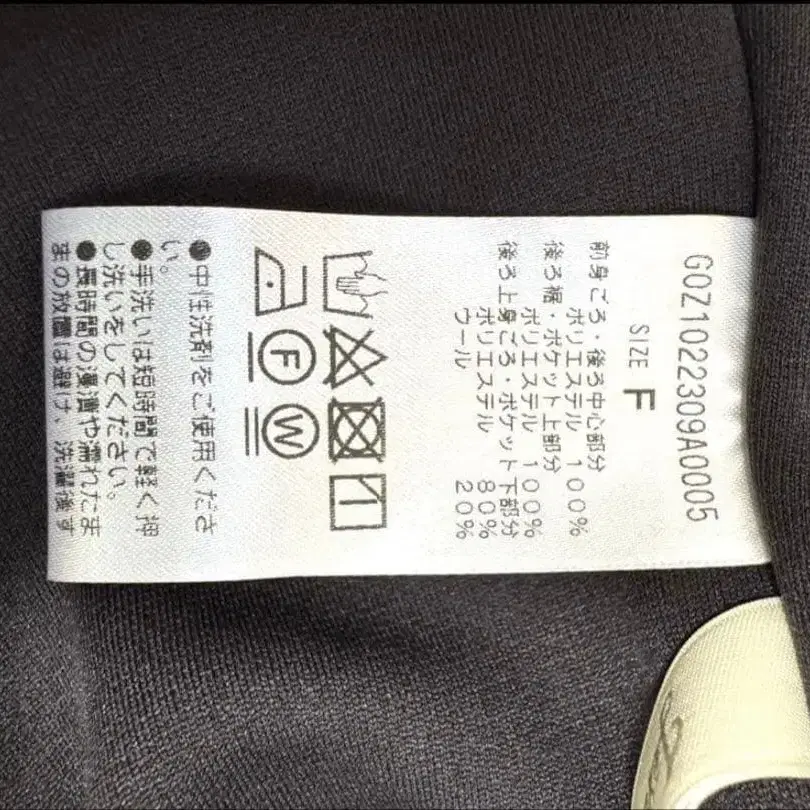 G0Z1022309A0005
SIZE
F
前身ごろ・後ろ中心部分
ポリエステル 100%
後ろ裾・ポケット上部分
ポリエステル 100%
後ろ上身ごろ・ポケット下部分
ポリエステル 80%
ウール 20%
F
W
●中性洗剤をご使用くださ
い。
●手洗いは短時間で軽く押
し洗いをしてください。
●長時間の浸漬や濡れたま
まの放置は避け、洗濯後す